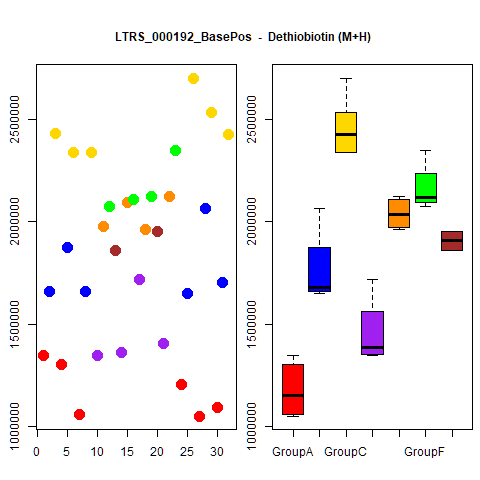 LTRS_000192_BasePos - Dethiobiotin (M+H)
2500000
2000000
1500000
1000000
0 5 10 15 20 25 30
2500000
2000000
1500000
1000000
GroupA GroupC GroupF